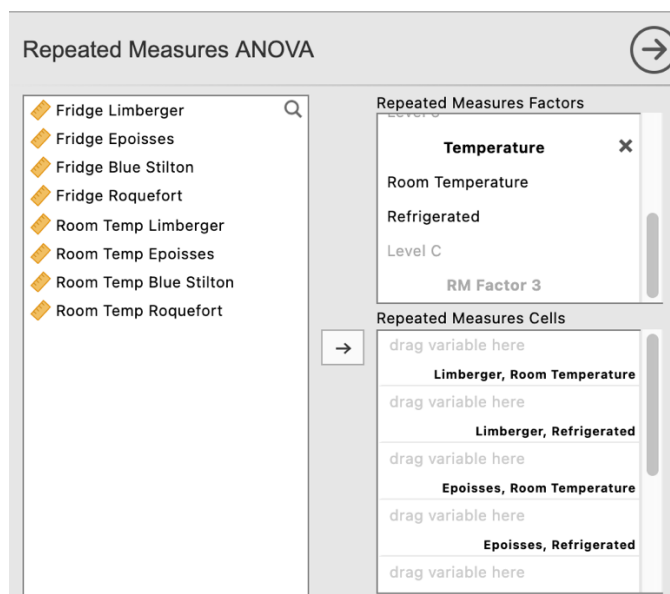 Repeated Measures ANOVA
Fridge Limberger
Fridge Epoisses
Fridge Blue Stilton
Fridge Roquefort
Room Temp Limberger
Room Temp Epoisses
Room Temp Blue Stilton
Room Temp Roquefort
Repeated Measures Factors
Temperature
Room Temperature
Refrigerated
Level C
RM Factor 3
Repeated Measures Cells
drag variable here
Limberger, Room Temperature
drag variable here
Limberger, Refrigerated
drag variable here
Epoisses, Room Temperature
drag variable here
Epoisses, Refrigerated
drag variable here